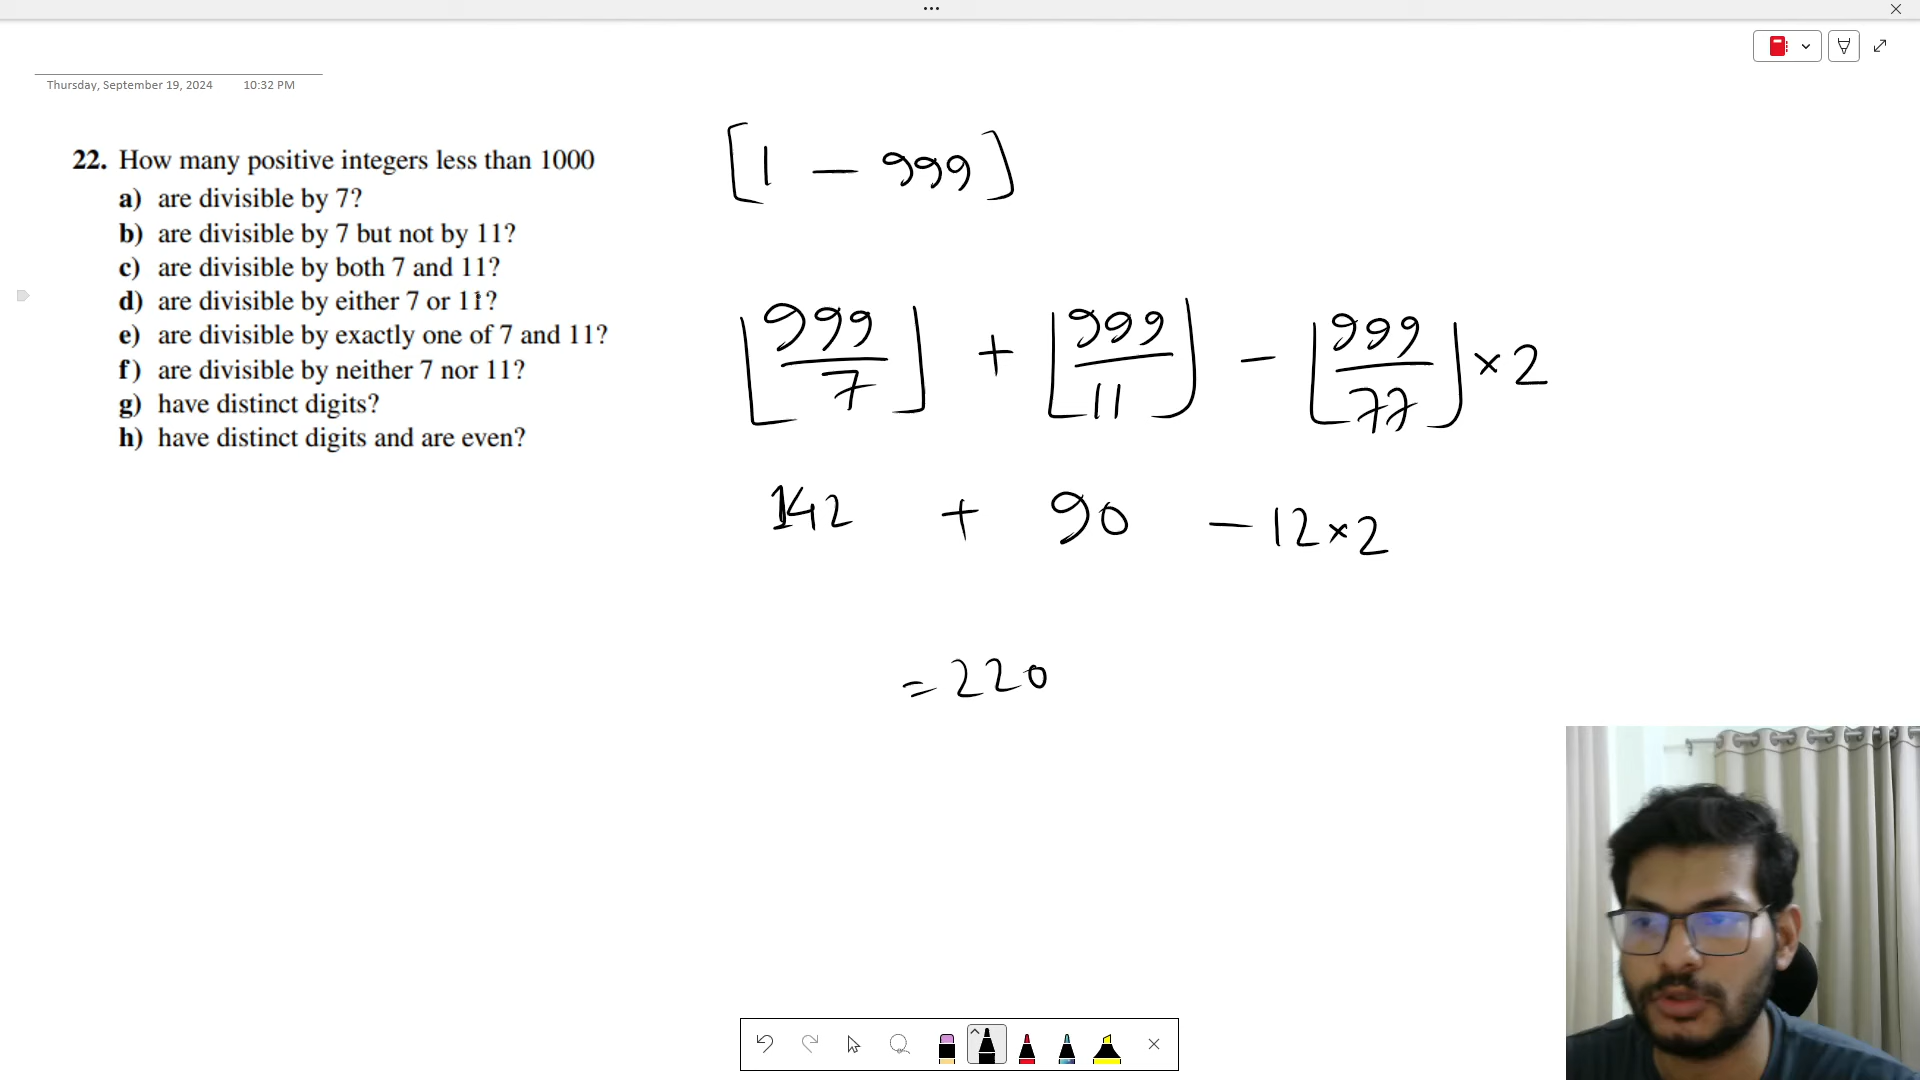 Thursday, September 19, 2024 10:32 PM
22. How many positive integers less than 1000
a) are divisible by 7?
b) are divisible by 7 but not by 11?
c) are divisible by both 7 and 11?
d) are divisible by either 7 or 11?
e) are divisible by exactly one of 7 and 11?
f) are divisible by neither 7 nor 11?
g) have distinct digits?
h) have distinct digits and are even?
[1 — 999]
⌊999/7⌋ + ⌊999/11⌋ - ⌊999/77⌋ × 2
142 + 90 - 12 × 2
= 220